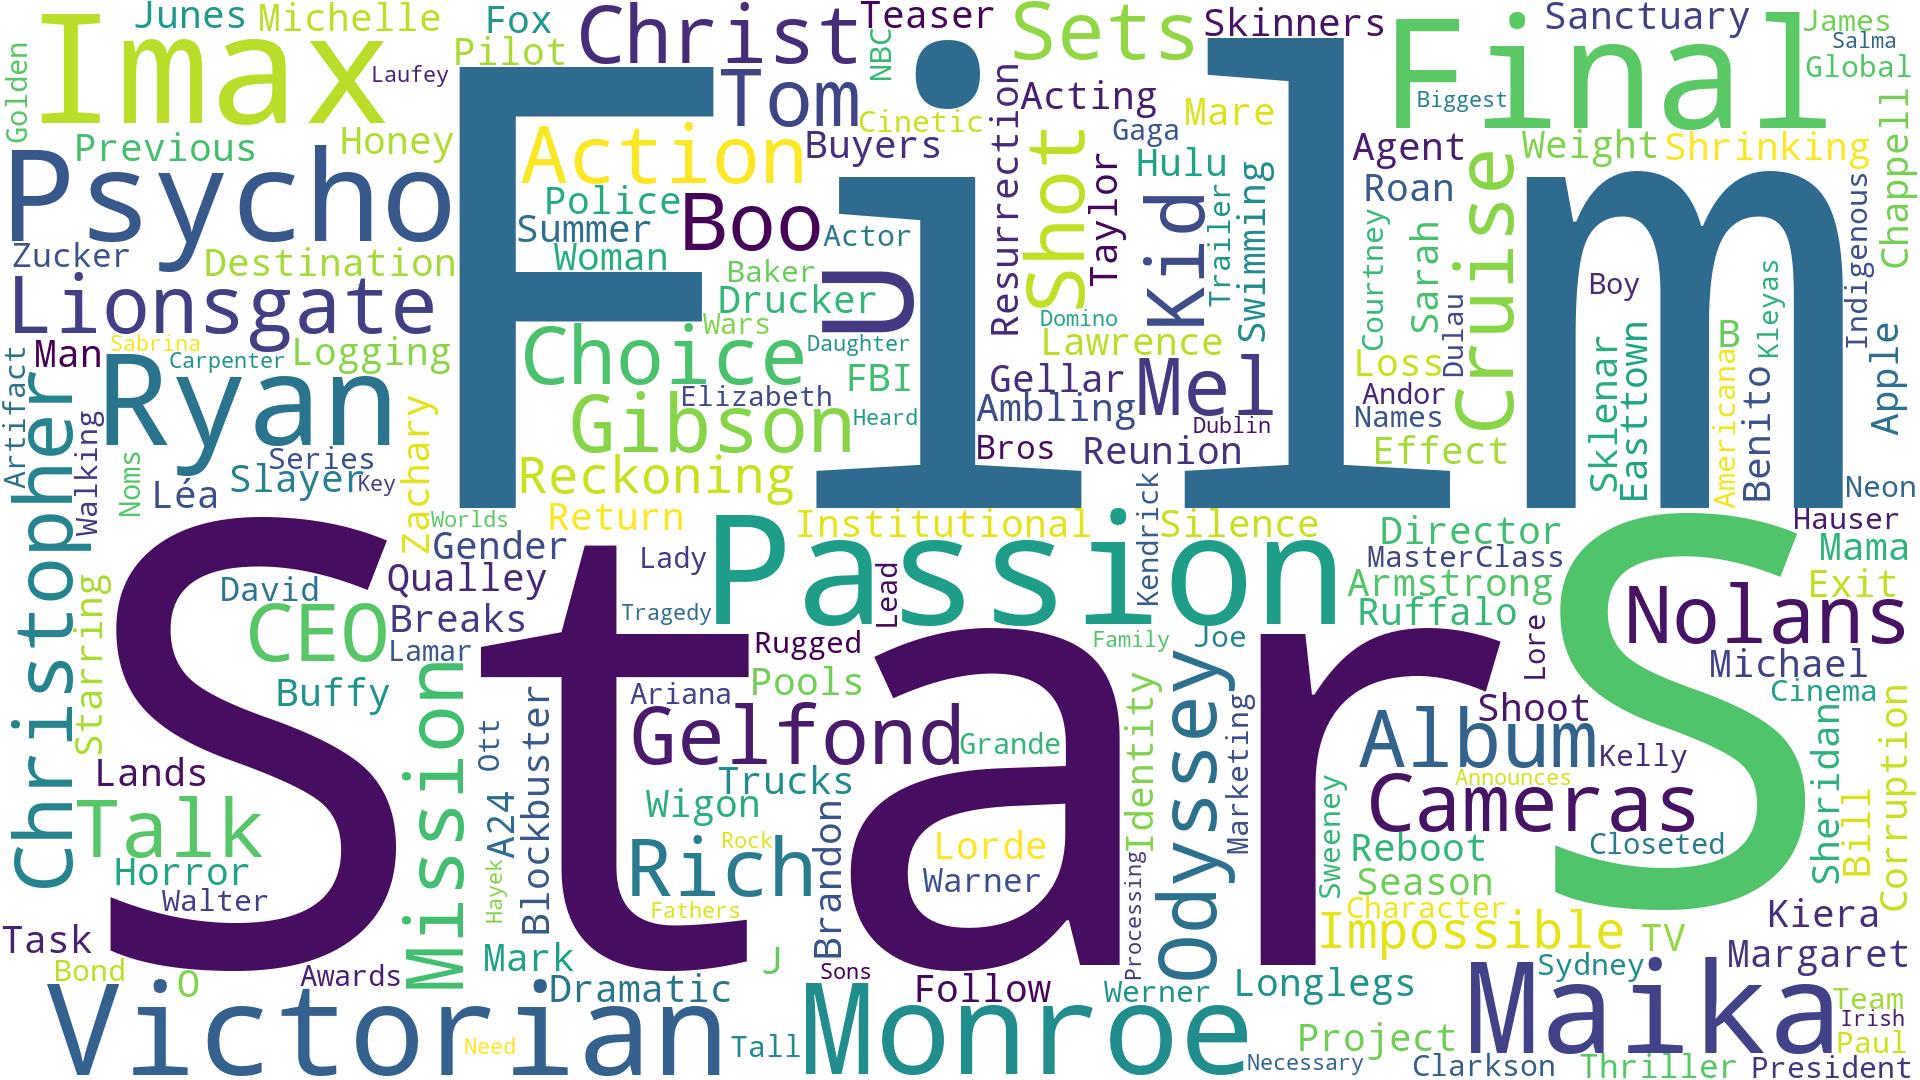 Golden
Imax
Junes
Michelle
Laufey
Fox
Pilot
Christ
Teaser
NBC
Tom
Cinetic
Buyers
Sets
Skinners
Acting
Mare
Gaga
Hulu
Final
Sanctuary
James
Salma
Global
Biggest
Agent
Weight
Shrinking
Chappell
Previous
Honey
Psycho
Zucker
Destination
Lionsgate
Film
Action
Police
Summer
Woman
Boo
Actor
Baker
Drucker
U
Wars
Choice
Daughter
FBI
Elizabeth
Gibson
Heard
Reckoning
Return
Resurrection
Shot
Taylor
Kid
Trailer
Swimming
Domino
Lawrence
Gellar
Mel
Ambling
Dublin
Bros
Reunion
Roan
Courtney
Sarah
Cruise
Loss
Dulau
Andor
Names
Effect
Boy
Sklenar
Easttown
B
Americana
Kleyas
Benito
Indigenous
Apple
Neon
Man
Sabrina
Carpenter
Logging
Artifact
Christopher
Ryan
Walking
Series
Noms
Léa
Slayer
Key
Zachary
Worlds
Gender
Qualley
Breaks
Lamar
David
CEO
Buffy
Starring
Stars
Lady
Tragedy
Passion
Institutional
Silence
Kendrick
Lead
Rugged
Pools
Family
Joe
Director
MasterClass
Armstrong
Ruffalo
Lore
S
Hauser
Mama
Exit
Nolans
Michael
Cinema
Lands
Talk
Horror
Walter
Mission
Ott
A24
Hayek
Blockbuster
Ariana
Gelfond
Grande
Trucks
Wigon
Rock
Rich
Fathers
Brandon
Lorde
Warner
Identity
Processing
Odyssey
Marketing
Shoot
Album
Kelly
Announces
Cameras
Sweeney
Reboot
Closeted
Season
Character
Impossible
TV
Sheridan
Bill
Corruption
Kiera
Margaret
Task
Bond
O
Awards
Mark
J
Sons
Dramatic
Follow
Werner
Longlegs
Sydney
Victorian
Need
Tall
Monroe
Necessary
Project
Clarkson
Maika
Thriller
Team
Irish
Paul
President